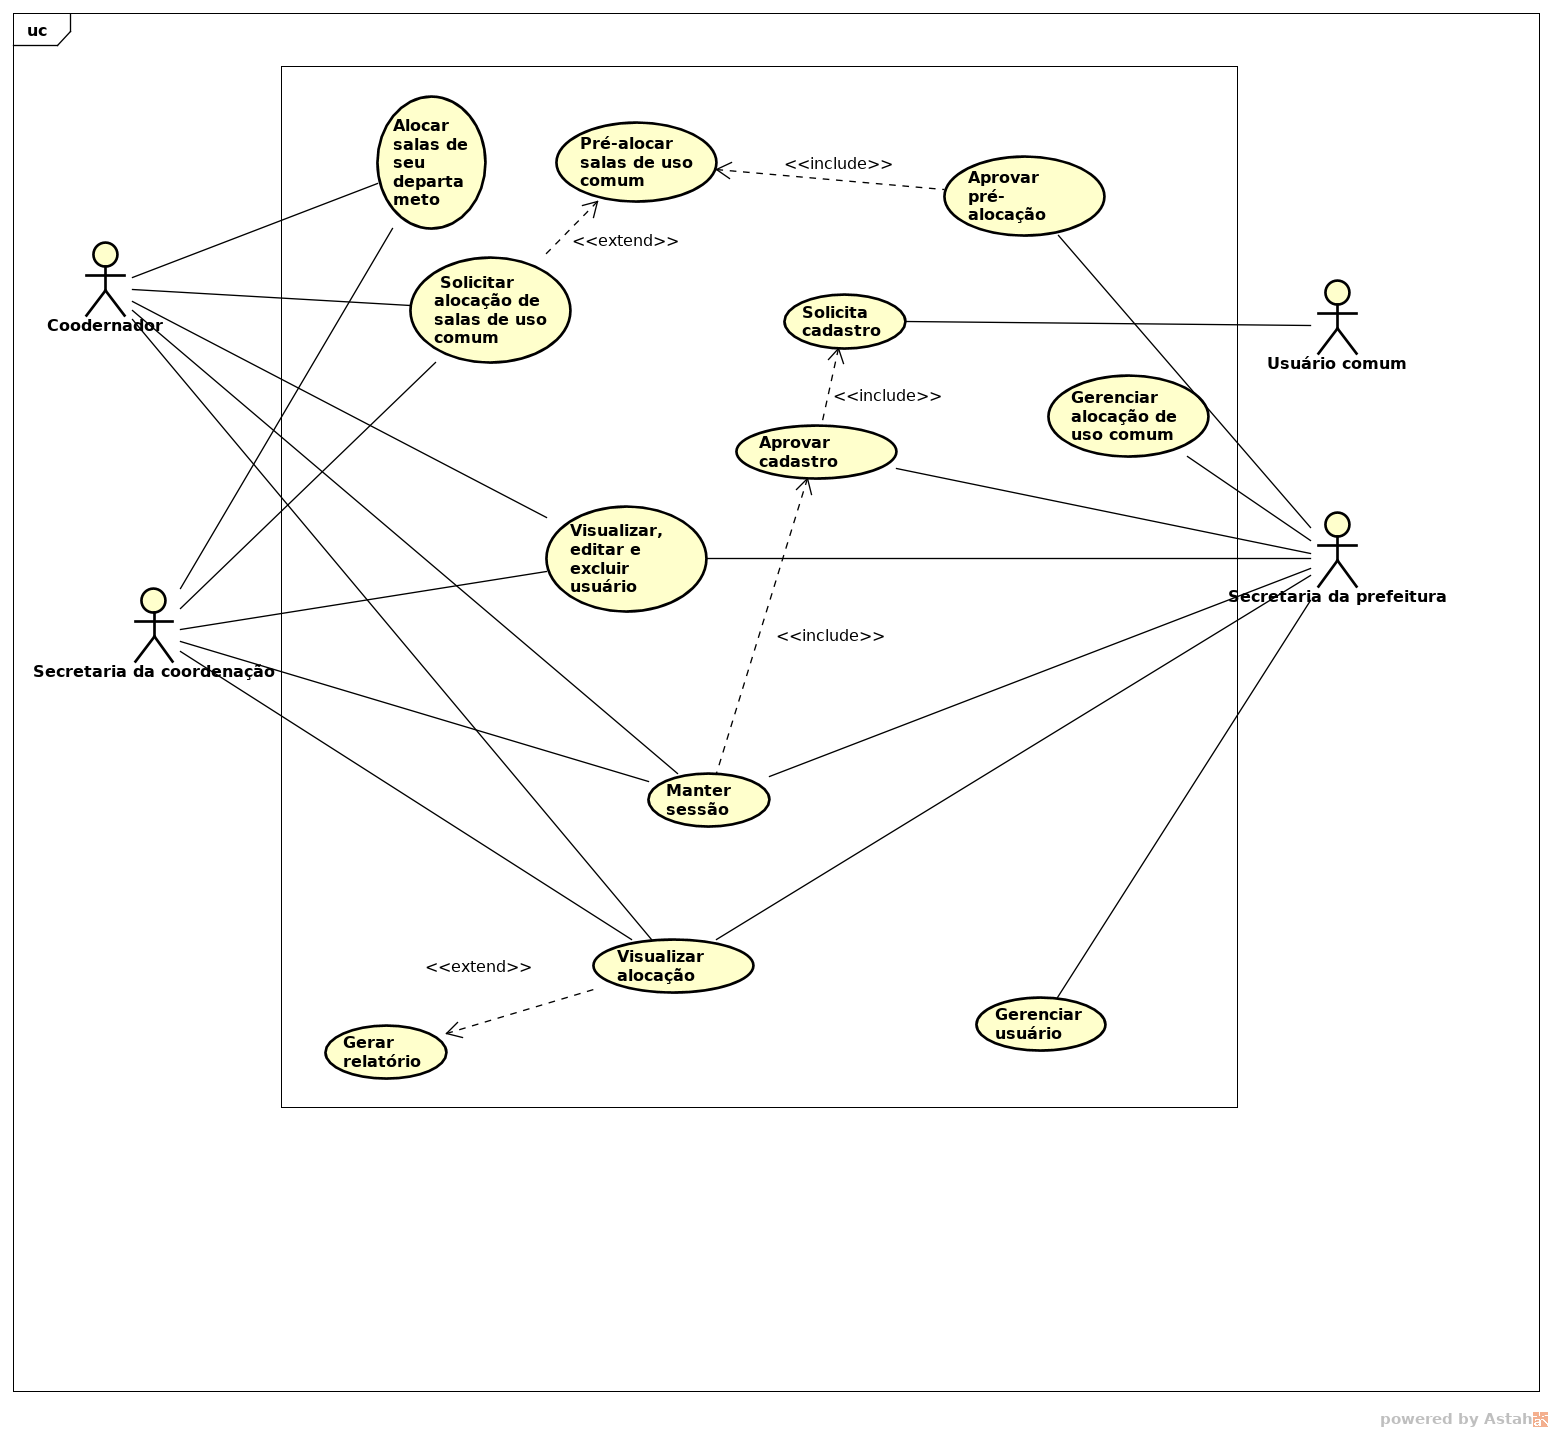 uc
Alocar
salas de
seu
departa
meto
Pré-alocar
salas de uso
comum
<<include>>
Aprovar
pré-
alocação
<<extend>>
Solicitar
alocação de
salas de uso
comum
Coodernador
Solicita
cadastro
Usuário comum
<<include>>
Gerenciar
alocação de
uso comum
Aprovar
cadastro
Visualizar,
editar e
excluir
usuário
Secretaria da prefeitura
<<include>>
Secretaria da coordenação
Manter
sessão
Visualizar
alocação
<<extend>>
Gerar
relatório
Gerenciar
usuário
powered by Astah